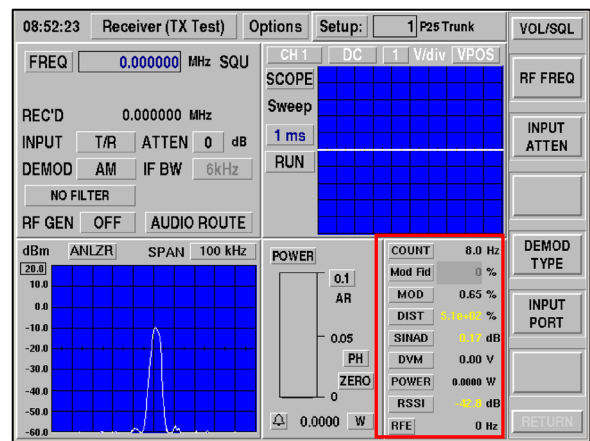 08:52:23 Receiver (TX Test) Options Setup: 1 P25 Trunk
VOL/SQL
FREQ 0.000000 MHz SQU
REC'D 0.000000 MHz
INPUT T/R ATTEN 0 dB
DEMOD AM IF BW 6kHz
NO FILTER
RF GEN OFF AUDIO ROUTE
CH 1 DC 1 V/div VPOS
SCOPE
Sweep
1 ms
RUN
RF FREQ
INPUT
ATTEN
DEMOD
TYPE
INPUT
PORT
RETURN
dBm ANLZR SPAN 100 kHz
20.0
10.0
0.0
-10.0
-20.0
-30.0
-40.0
-50.0
-60.0
POWER
0.1
AR
0.05
PH
ZERO
0
0.0000 W
COUNT 8.0 Hz
Mod Fid 0 %
MOD 0.65 %
DIST 5.1e+02 %
SINAD 0.17 dB
DVM 0.00 V
POWER 0.0000 W
RSSI -42.8 dB
RFE 0 Hz